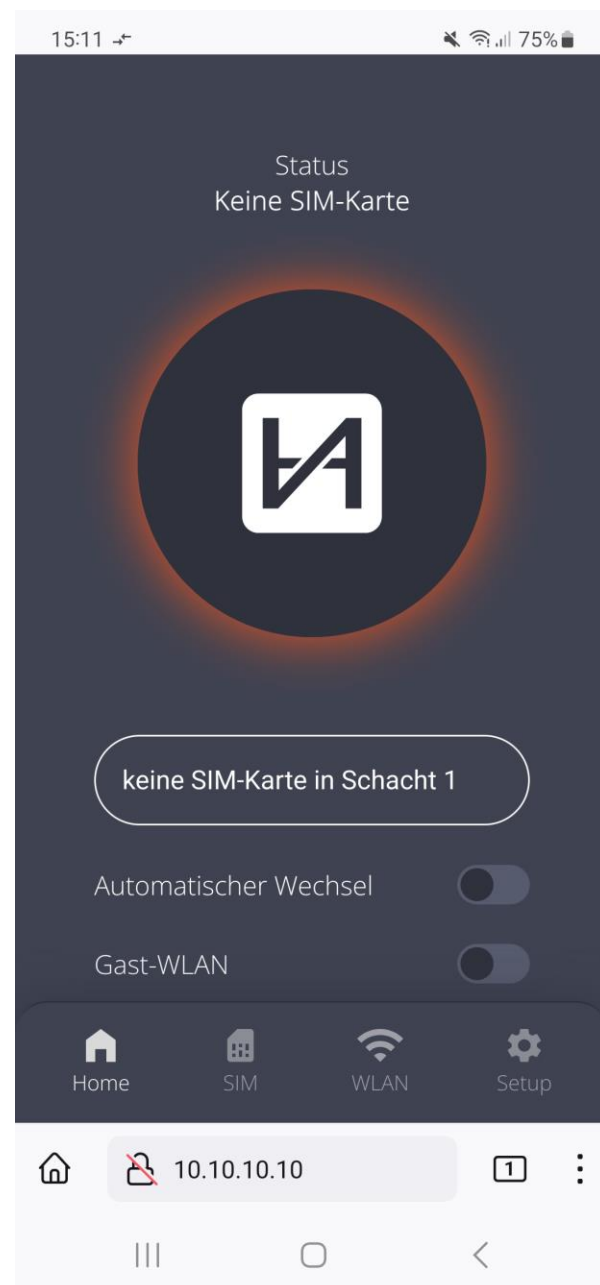 15:11 75%
Status
Keine SIM-Karte
keine SIM-Karte in Schacht 1
Automatischer Wechsel
Gast-WLAN
Home SIM WLAN Setup
10.10.10.10 1